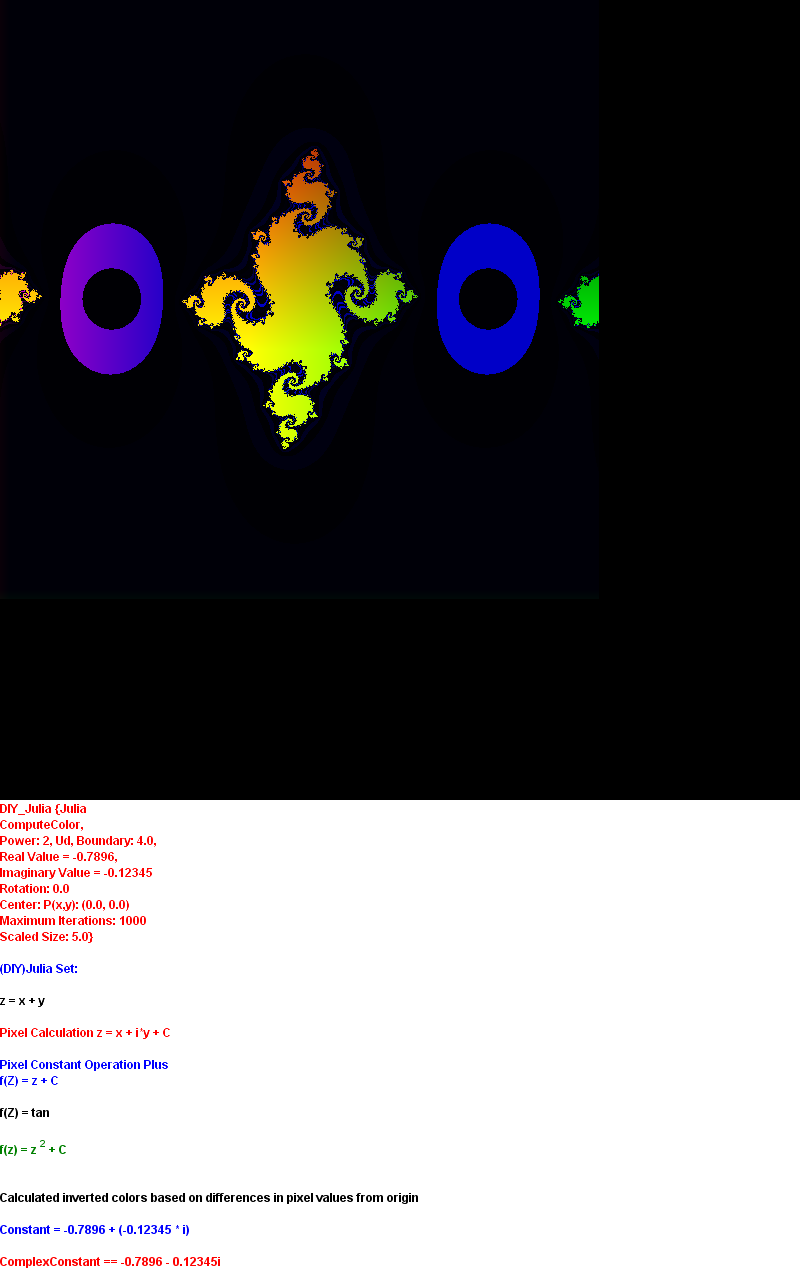 DIY_Julia {Julia
ComputeColor,
Power: 2, Ud, Boundary: 4.0,
Real Value = -0.7896,
Imaginary Value = -0.12345
Rotation: 0.0
Center: P(x,y): (0.0, 0.0)
Maximum Iterations: 1000
Scaled Size: 5.0}
(DIY)Julia Set:
z = x + y
Pixel Calculation z = x + i*y + C
Pixel Constant Operation Plus
f(Z) = z + C
f(Z) = tan
f(z) = z 2 + C
Calculated inverted colors based on differences in pixel values from origin
Constant = -0.7896 + (-0.12345 * i)
ComplexConstant == -0.7896 - 0.12345i